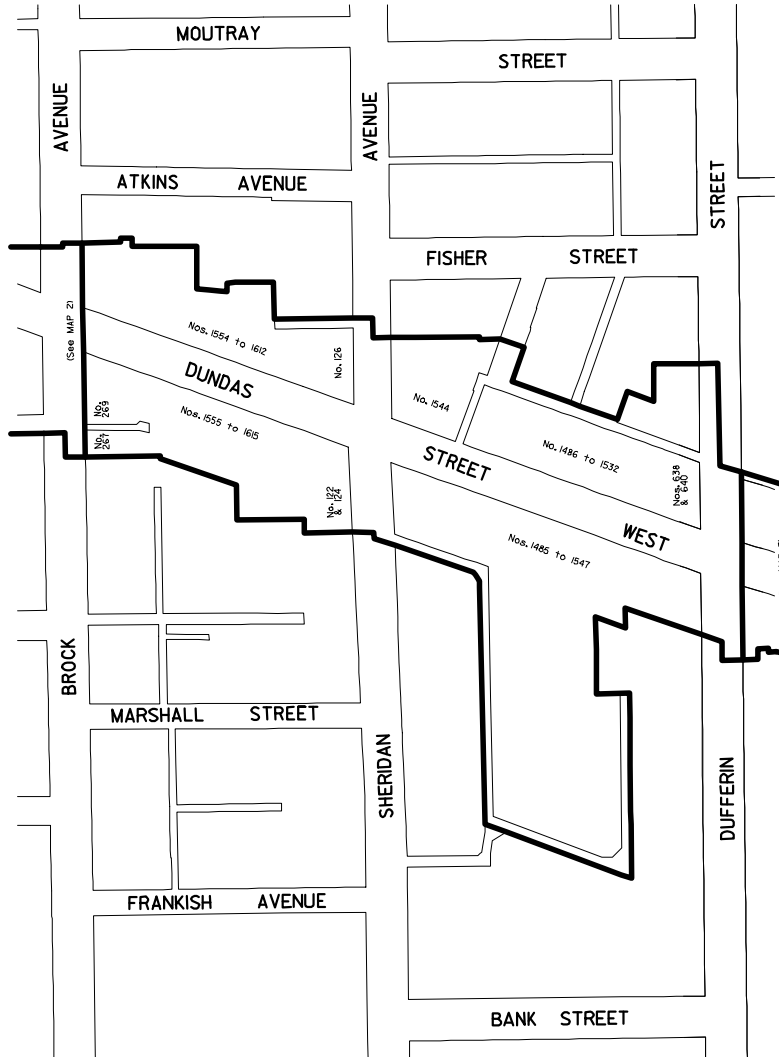 MOUTRAY
STREET
AVENUE
AVENUE
ATKINS AVENUE
STREET
FISHER STREET
(See MAP 2)
Nos. 1554 to 1612
No. 126
DUNDAS
No. 269
No. 267
Nos. 1555 to 1615
No. 1544
STREET
Nos. 1486 to 1532
Nos. 638
& 640
No. 122
& 124
WEST
Nos. 1485 to 1547
BROCK
MARSHALL STREET
SHERIDAN
DUFFERIN
FRANKISH AVENUE
BANK STREET